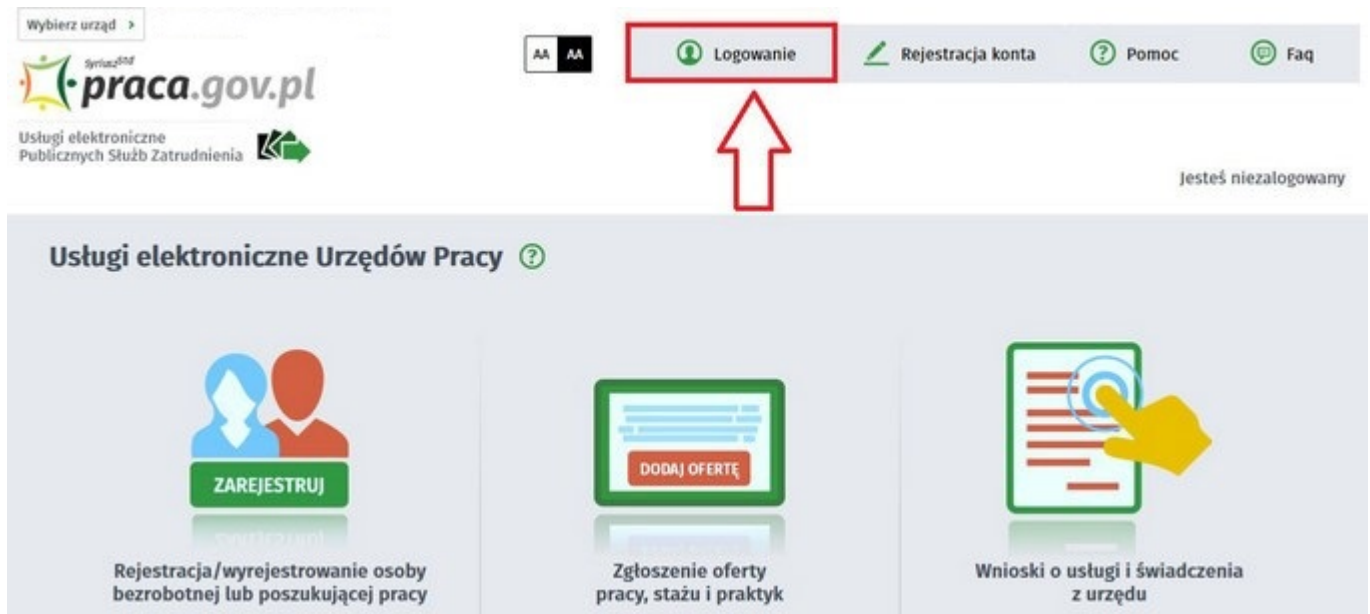 Wybierz urząd >
AA AA
Logowanie
Rejestracja konta
Pomoc
Faq
SyriuszStd
praca.gov.pl
Usługi elektroniczne
Publicznych Służb Zatrudnienia
Jesteś niezalogowany
Usługi elektroniczne Urzędów Pracy ?
ZAREJESTRUJ
Rejestracja/wyrejestrowanie osoby
bezrobotnej lub poszukującej pracy
DODAJ OFERTĘ
Zgłoszenie oferty
pracy, stażu i praktyk
Wnioski o usługi i świadczenia
z urzędu